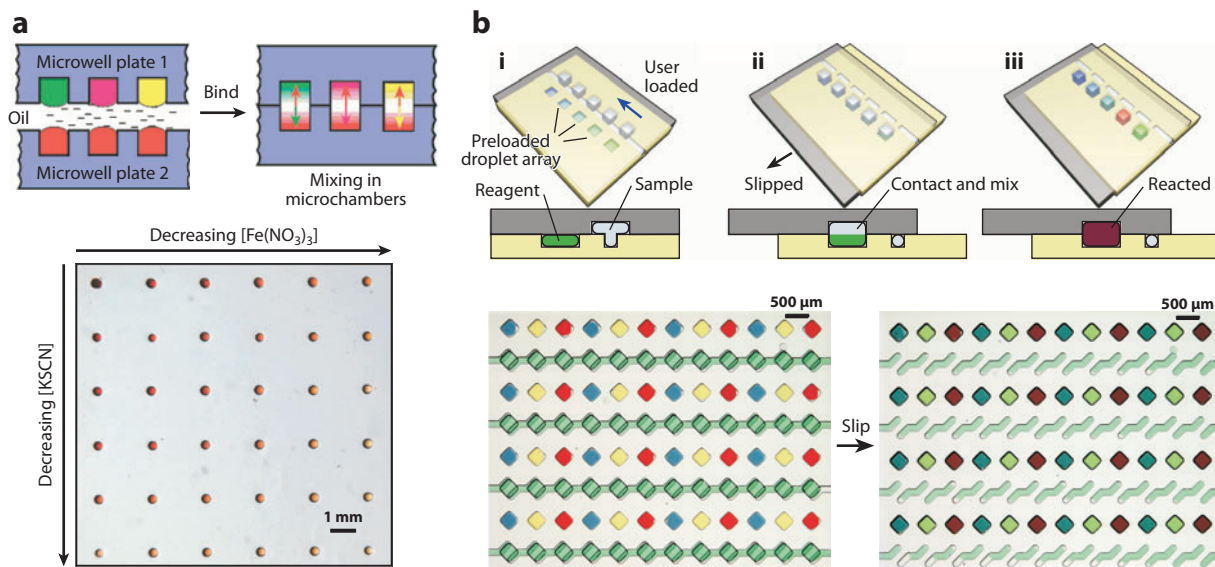 a
Microwell plate 1
Oil
Microwell plate 2
Bind
Mixing in
microchambers
Decreasing [Fe(NO₃)₃]
Decreasing [KSCN]
1 mm
b
i
User
loaded
Preloaded
droplet array
Reagent
Sample
ii
Slipped
Contact and mix
iii
Reacted
500 µm
Slip
500 µm